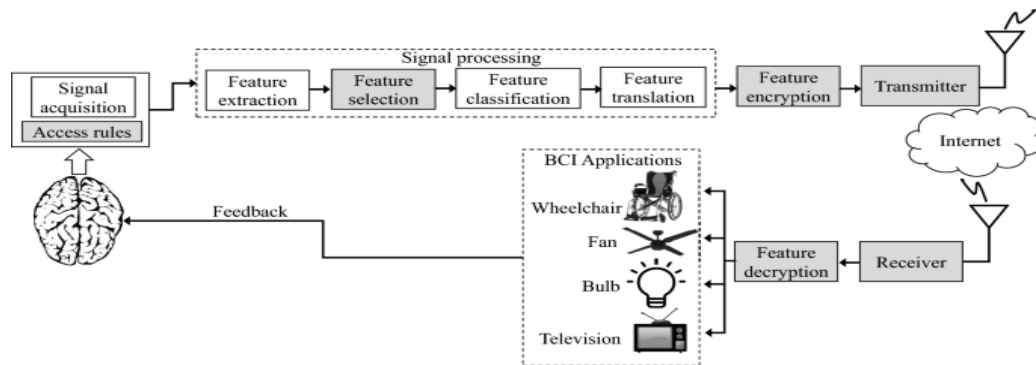 Signal
acquisition
Access rules
Signal processing
Feature
extraction
Feature
selection
Feature
classification
Feature
translation
Feature
encryption
Transmitter
Internet
BCI Applications
Wheelchair
Fan
Bulb
Television
Feature
decryption
Receiver
Feedback